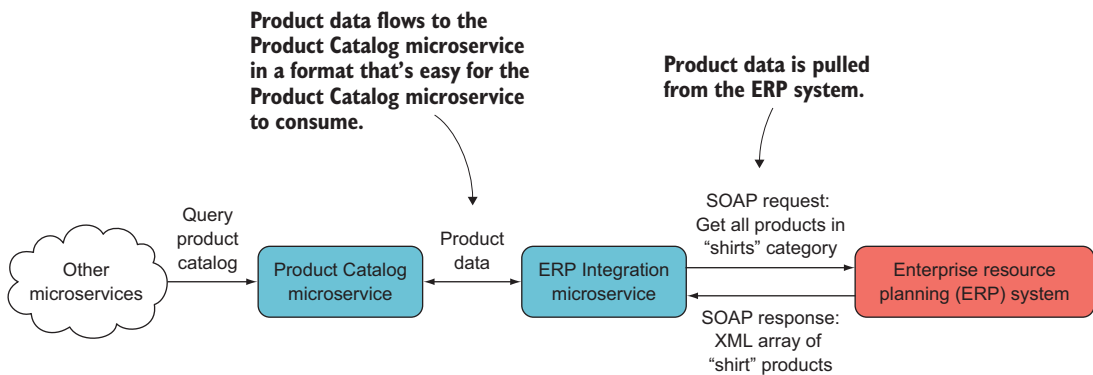 Product data flows to the
Product Catalog microservice
in a format that’s easy for the
Product Catalog microservice
to consume.
Product data is pulled
from the ERP system.
Other
microservices
Query
product
catalog
Product Catalog
microservice
Product
data
ERP Integration
microservice
SOAP request:
Get all products in
“shirts” category
SOAP response:
XML array of
“shirt” products
Enterprise resource
planning (ERP) system